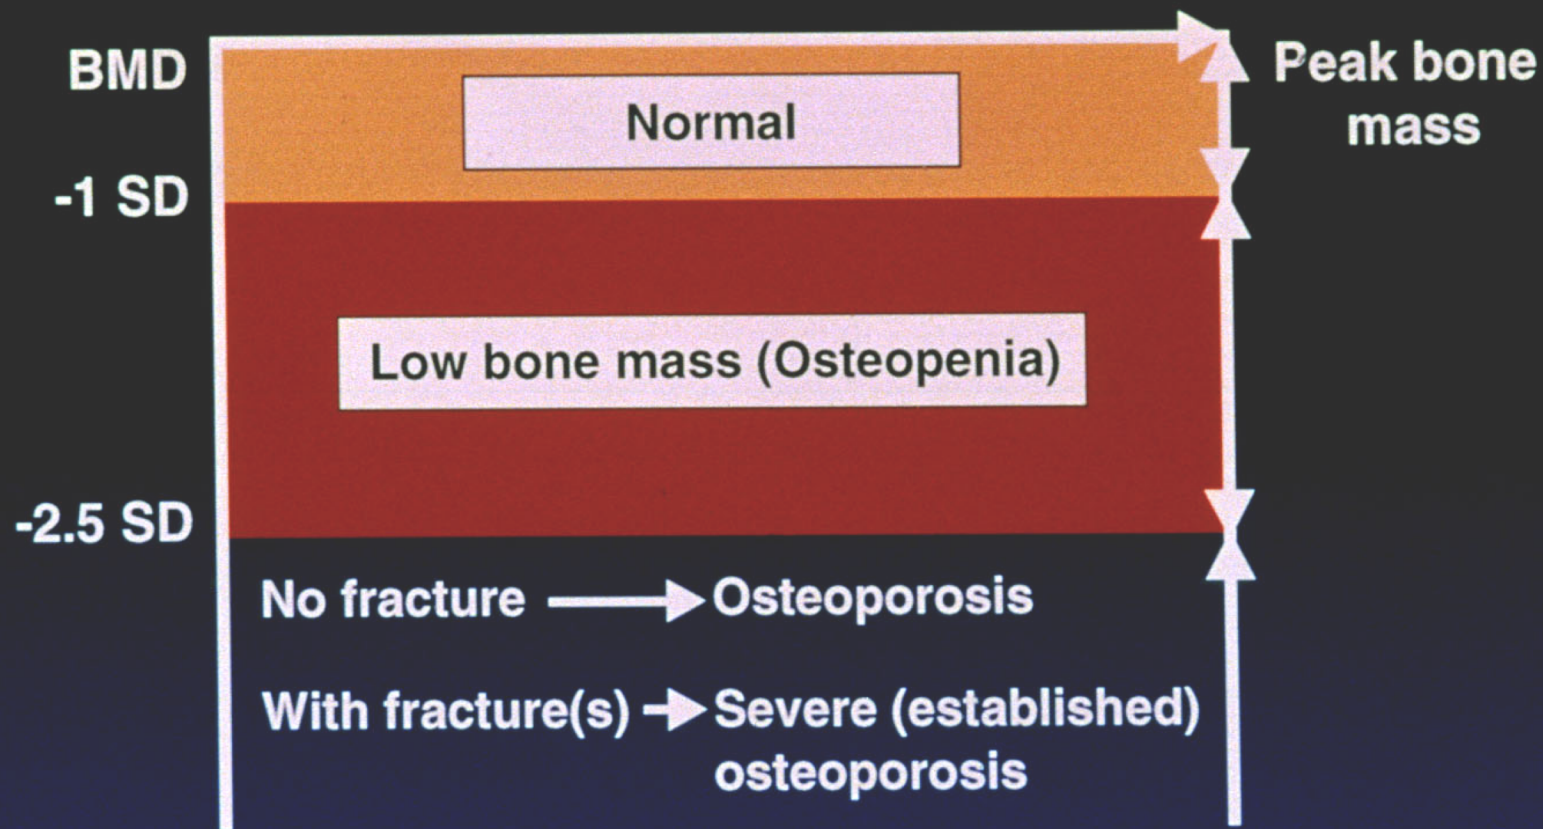 BMD
Normal
Peak bone
mass
-1 SD
Low bone mass (Osteopenia)
-2.5 SD
No fracture
Osteoporosis
With fracture(s)
Severe (established)
osteoporosis